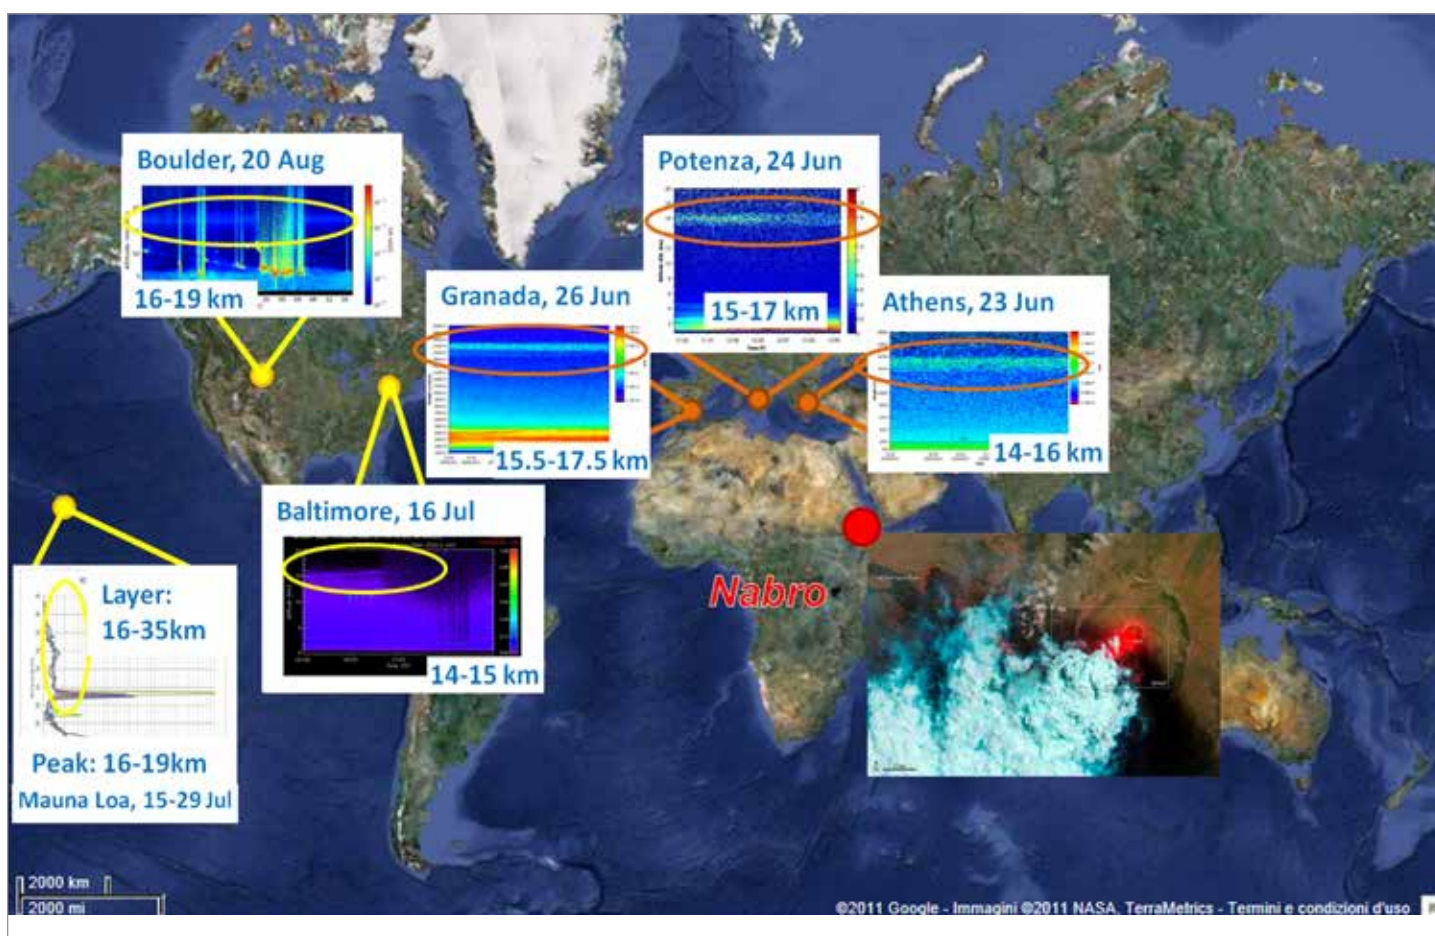 Boulder, 20 Aug
16-19 km
Potenza, 24 Jun
15-17 km
Granada, 26 Jun
15.5-17.5 km
Athens, 23 Jun
14-16 km
Baltimore, 16 Jul
14-15 km
Layer:
16-35km
Peak: 16-19km
Mauna Loa, 15-29 Jul
Nabro
2000 km
2000 mi
©2011 Google - Immagini ©2011 NASA, TerraMetrics - Termini e condizioni d'uso